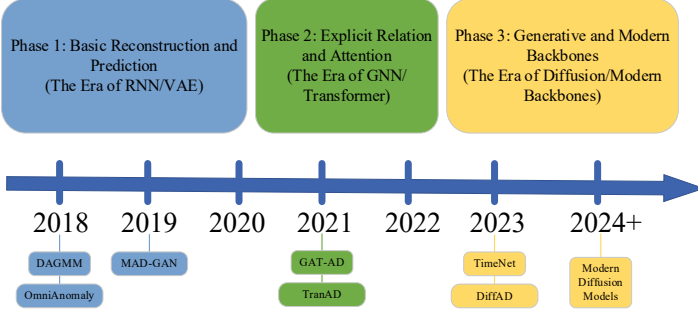 Phase 1: Basic Reconstruction and
Prediction
(The Era of RNN/VAE)
Phase 2: Explicit Relation
and Attention
(The Era of GNN/
Transformer)
Phase 3: Generative and Modern
Backbones
(The Era of Diffusion/Modern
Backbones)
2018
2019
2020
2021
2022
2023
2024+
DAGMM
OmniAnomaly
MAD-GAN
GAT-AD
TranAD
TimeNet
DiffAD
Modern
Diffusion
Models